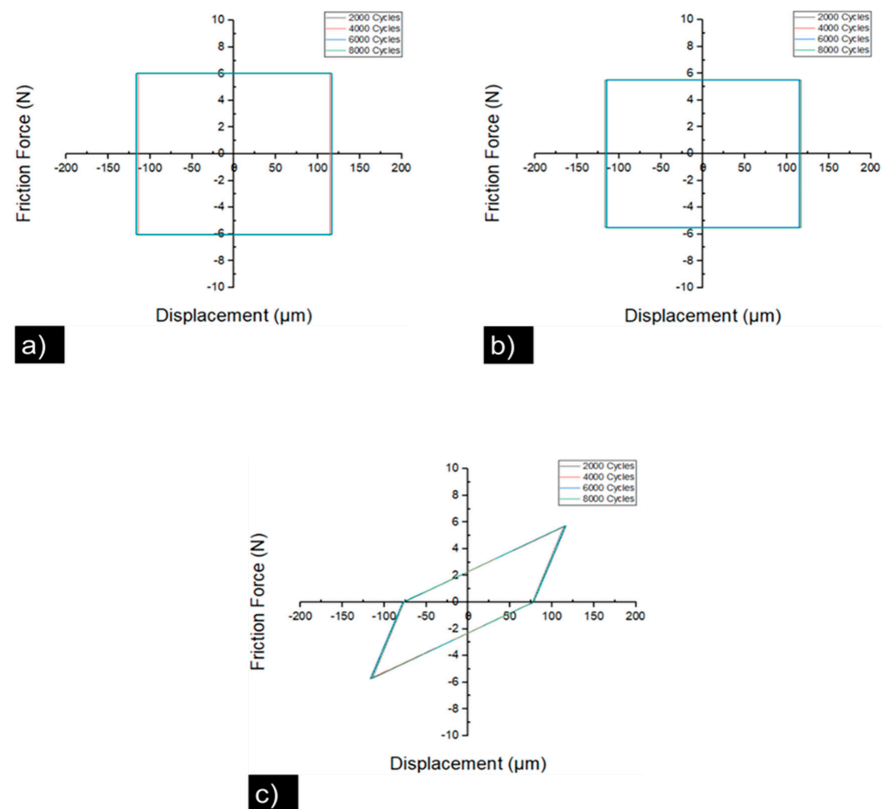 10
8
6
4
2
0
-2
-4
-6
-8
-10
-200 -150 -100 -50 0 50 100 150 200
Friction Force (N)
Displacement (µm)
2000 Cycles
4000 Cycles
6000 Cycles
8000 Cycles
a)
10
8
6
4
2
0
-2
-4
-6
-8
-10
-200 -150 -100 -50 0 50 100 150 200
Friction Force (N)
Displacement (µm)
2000 Cycles
4000 Cycles
6000 Cycles
8000 Cycles
b)
10
8
6
4
2
0
-2
-4
-6
-8
-10
-200 -150 -100 -50 0 50 100 150 200
Friction Force (N)
Displacement (µm)
2000 Cycles
4000 Cycles
6000 Cycles
8000 Cycles
c)